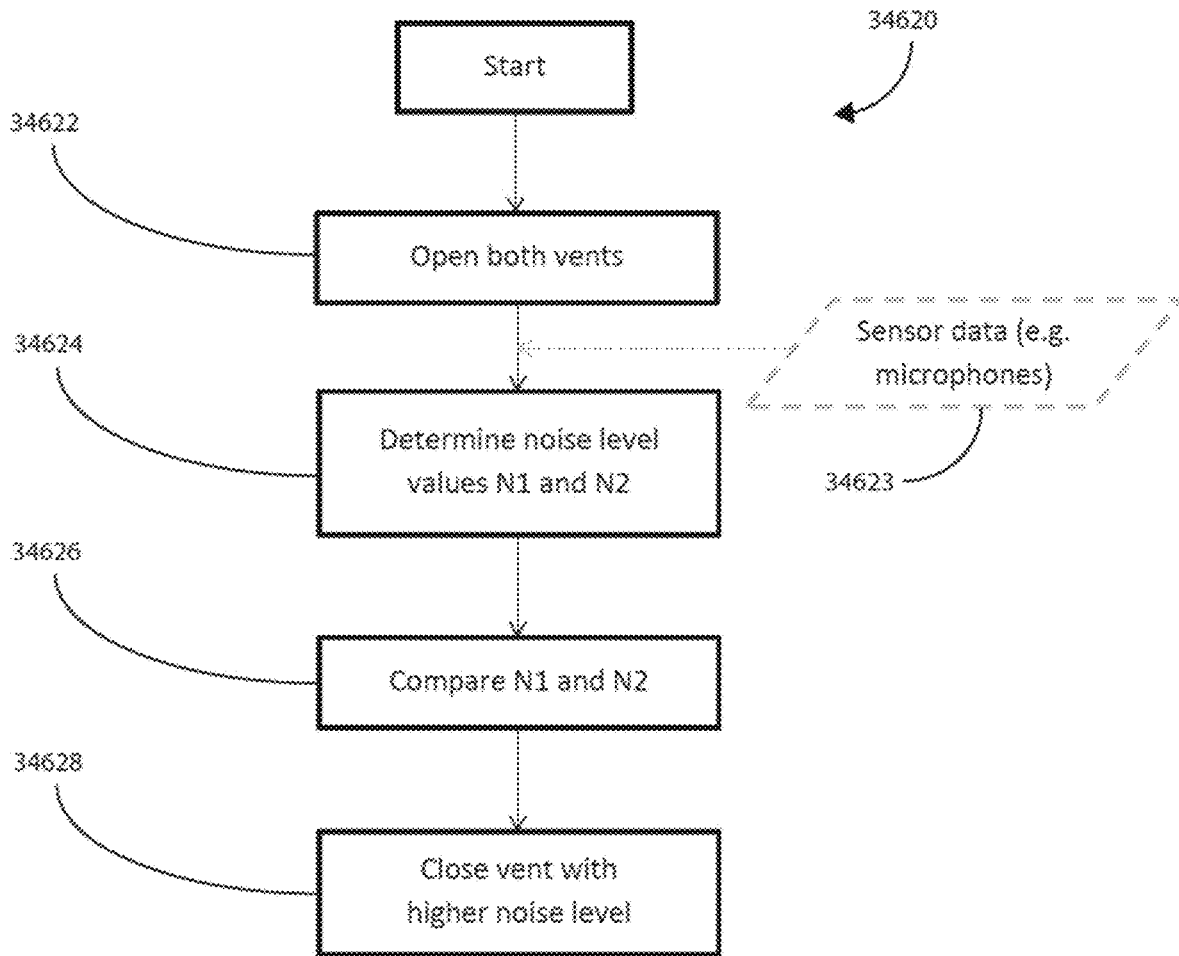 34620
Start
34622
Open both vents
34624
Sensor data (e.g.
microphones)
34623
Determine noise level
values N1 and N2
34626
Compare N1 and N2
34628
Close vent with
higher noise level